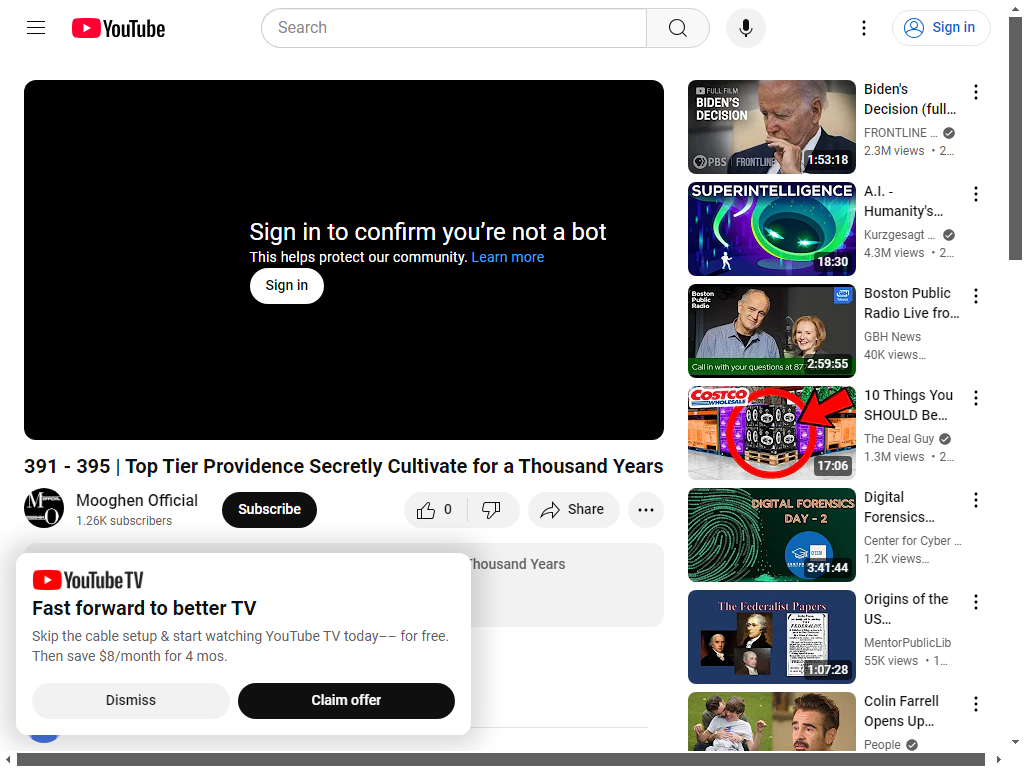 YouTube
Search
Sign in
Sign in to confirm you’re not a bot
This helps protect our community. Learn more
Sign in
391 - 395 | Top Tier Providence Secretly Cultivate for a Thousand Years
Mooghen Official
1.26K subscribers
Subscribe
0
Share
Thousand Years
YouTube TV
Fast forward to better TV
Skip the cable setup & start watching YouTube TV today–– for free.
Then save $8/month for 4 mos.
Dismiss
Claim offer
FULL FILM
BIDEN'S
DECISION
PBS
FRONTLINE
1:53:18
Biden's
Decision (full…
FRONTLINE …
2.3M views • 2…
SUPERINTELLIGENCE
18:30
A.I. -
Humanity's…
Kurzgesagt …
4.3M views • 2…
Boston
Public
Radio
GBH
News
Call in with your questions at 87
2:59:55
Boston Public
Radio Live fro…
GBH News
40K views…
COSTCO
WHOLESALE
17:06
10 Things You
SHOULD Be…
The Deal Guy
1.3M views • 2…
DIGITAL FORENSICS
DAY - 2
3:41:44
Digital
Forensics…
Center for Cyber …
1.2K views…
The Federalist Papers
1:07:28
Origins of the
US…
MentorPublicLib
55K views • 1…
Colin Farrell
Opens Up…
People